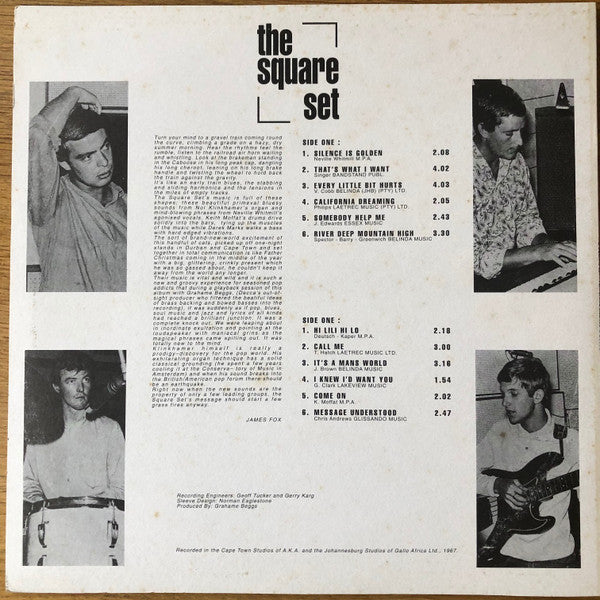 the
square
set
Turn your mind to a gravel train coming round
the curve, climbing a grade on a hazy, dry
summer morning. Hear the rhythms feel the
rumble, listen to the railroad air horn wailing
and whistling. Look at the brakeman standing
in the Caboose in his long peak cap, dangling
his long cheroot, leaning on his long brake
handle and twisting the wheel to hold back
the train against the gravity.
It's like an early train blues, the stabbing
and sliding harmonica and the tensions in
the miles of empty tracks.
The Square Set's music is full of these
shapes: these beautiful primeval bluesy
sounds from Nol Klinkhamer's organ and
mind-blowing phrases from Neville Whitmill's
agonised vocals. Keith Moffat's drums drive
solidly into the bars, tying up the muscles
of the music while Derek Marks walks a bass
with hard edged vibrations.
The sort of brand-new-world excitement of
this handful of cats, picked up off one-night
stands in Durban and Cape Town and set
together in total communication is like Father
Christmas coming in the middle of the year
with a big, glittering, crinkly present which
he was so gassed about, he couldn't keep it
away from the world any longer.
Their music is vital and wild and it is such a
new and groovy experience for seasoned pop
addicts that during a playback session of this
album with Grahame Beggs, (Decca's out-of-
sight producer who filtered the beatiful ideas
of brass backing and bowed basses into the
recording), it was suddenly as if pop, blues,
soul music and jazz and lyrics of all kinds
had reached a brilliant junction. It was a
complete knock out. We were leaping about
in inordinate exultation and pointing at the
loudspeaker with maniacal grins as the
magical phrases came spilling out. It was
really new to the mind.
Klinkhamer himself is really a
prodigy-discovery for the pop world. His
exhilarating organ technique has a solid
classical grounding (he spent a few years
cooling it at the Conserva- tory of Music in
Amsterdam) and when his sound breaks into
the British/American pop forum there should
be an earthquake.
Right now when the new sounds are the
property of only a few leading groups, the
Square Set's message should start a few
grass fires anyway.
JAMES FOX
SIDE ONE :
1. SILENCE IS GOLDEN 2.08
Neville Whitmill M.P.A.
2. THAT'S WHAT I WANT 4.02
Singer BANDSTAND PUBL.
3. EVERY LITTLE BIT HURTS 4.03
V. Cobb BELINDA (JHB) (PTY) LTD.
4. CALIFORNIA DREAMING 2.05
Philips LAETREC MUSIC (PTY) LTD.
5. SOMEBODY HELP ME 2.43
J. Edwards ESSEX MUSIC
6. RIVER DEEP MOUNTAIN HIGH 3.30
Spector - Barry - Greenwich BELINDA MUSIC
SIDE ONE :
1. HI LILI HI LO 2.18
Deutsch - Kaper M.P.A.
2. CALL ME 3.00
T. Hatch LAETREC MUSIC LTD.
3. IT'S A MANS WORLD 3.16
J. Brown BELINDA MUSIC
4. I KNEW I'D WANT YOU 1.54
G. Clark LAKEVIEW MUSIC
5. COME ON 2.02
K. Moffat M.P.A.
6. MESSAGE UNDERSTOOD 2.47
Chris Andrews GLISSANDO MUSIC
Recording Engineers: Geoff Tucker and Gerry Karg
Sleeve Design: Norman Eaglestone
Produced By: Grahame Beggs
Recorded in the Cape Town Studios of A.K.A. and the Johannesburg Studios of Gallo Africa Ltd., 1967.